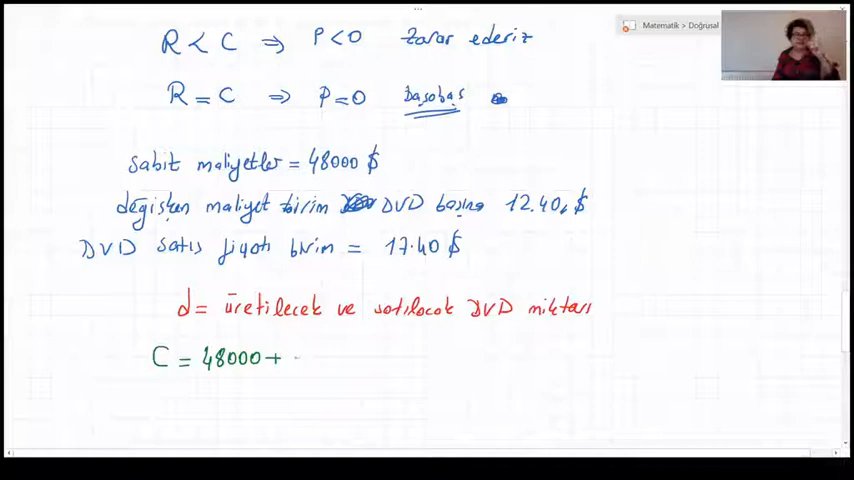 Matematik > Doğrusal
R < C ⇒ P < 0 zarar ederiz
R = C ⇒ P = 0 başabaş
sabit maliyetler = 48000 $
değişken maliyet birim DVD başına 12.40 $
DVD satış fiyatı birim = 17.40 $
d = üretilecek ve satılacak DVD miktarı
C = 48000 +